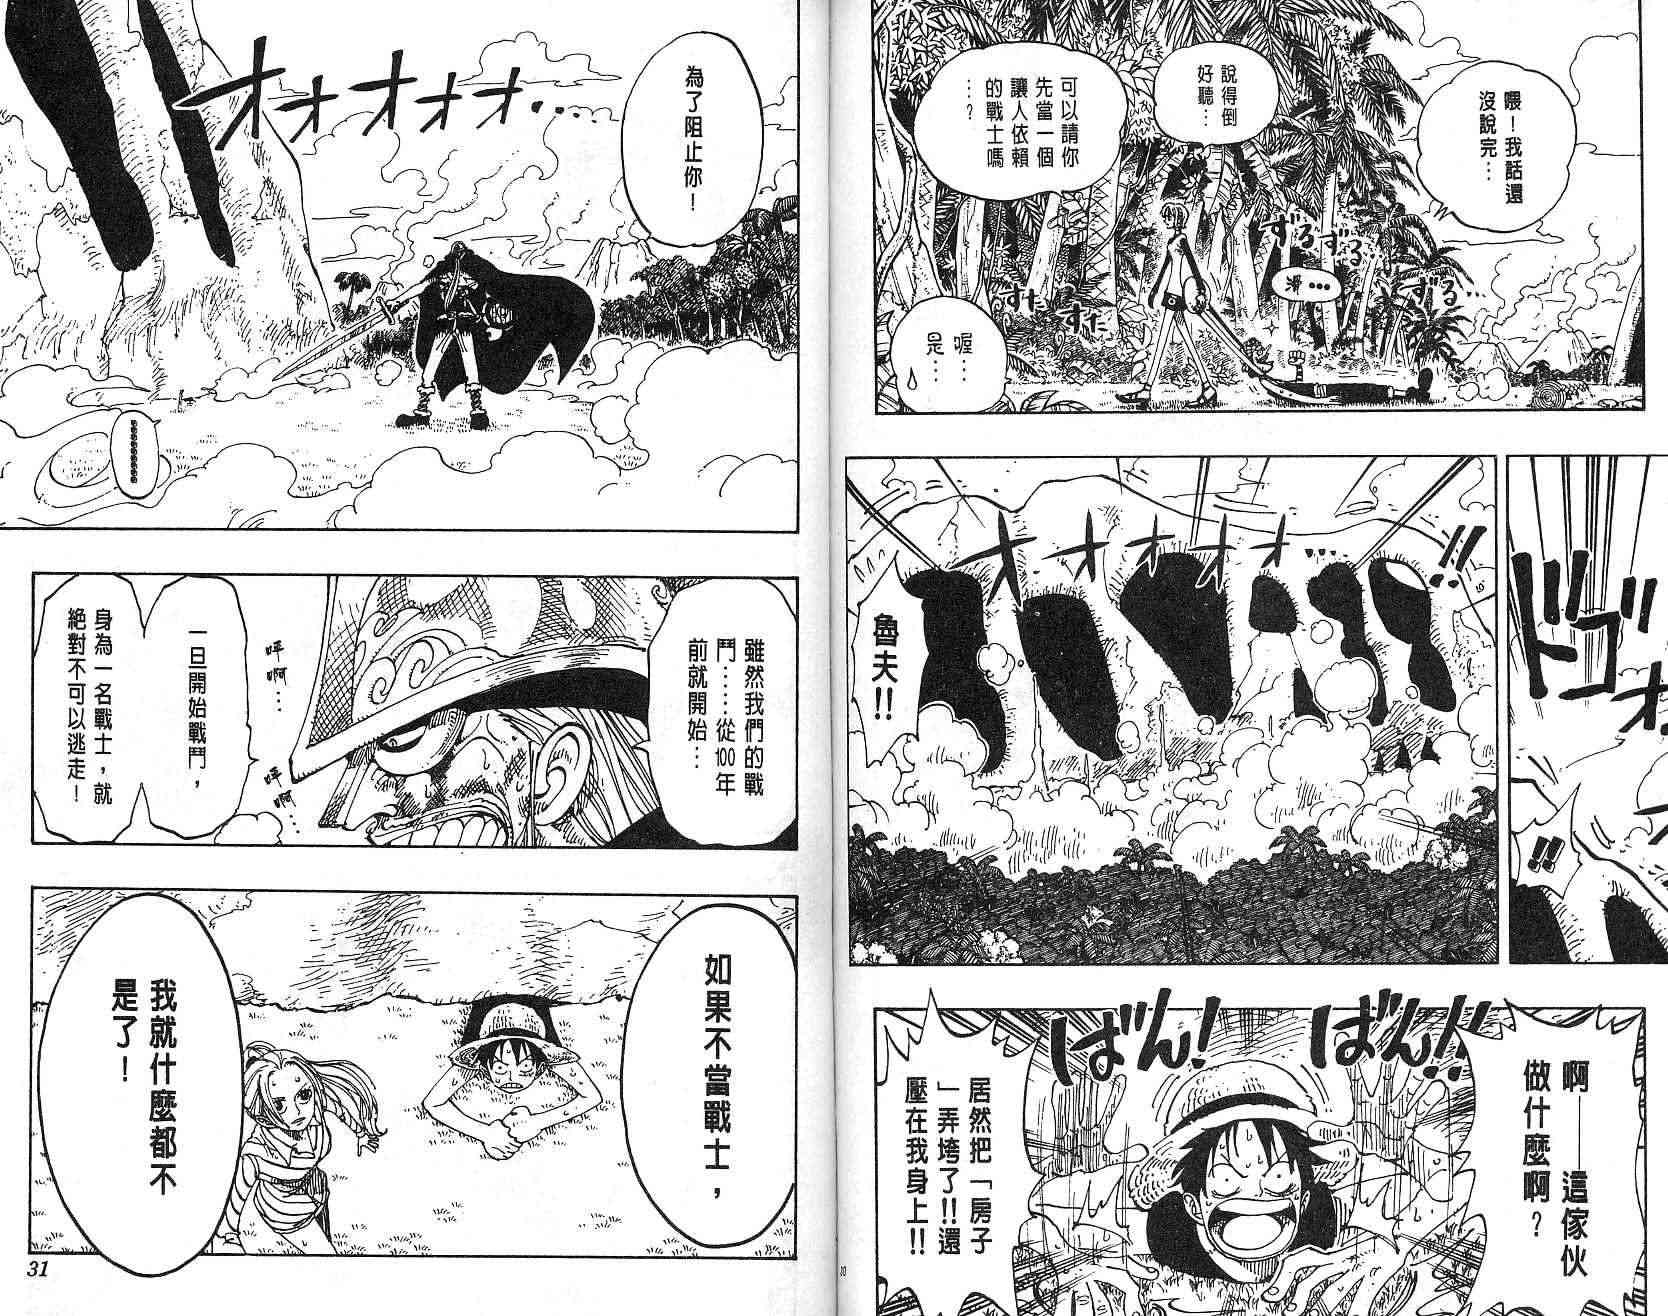 喂！我話還
沒說完…
說得倒
好聽…
可以請你
先當一個
讓人依賴
的戰士嗎
…？
ずる
ずる
ずる…
滑…
すた
すた
喔…
是…
ドゴ
ォォ
!!
オオオオオ…
!!
魯夫!!
啊——這傢伙
做什麼啊？
ばん!
ばん!!
居然把「房子
」弄垮了!!還
壓在我身上!!
為了阻止你！
オオオオオ…
雖然我們的戰
鬥……從100年
前就開始…
呼啊…
呼啊…
一旦開始戰鬥，
身為一名戰士，就
絕對不可以逃走！
如果不當戰士，
我就什麼都不
是了！
31